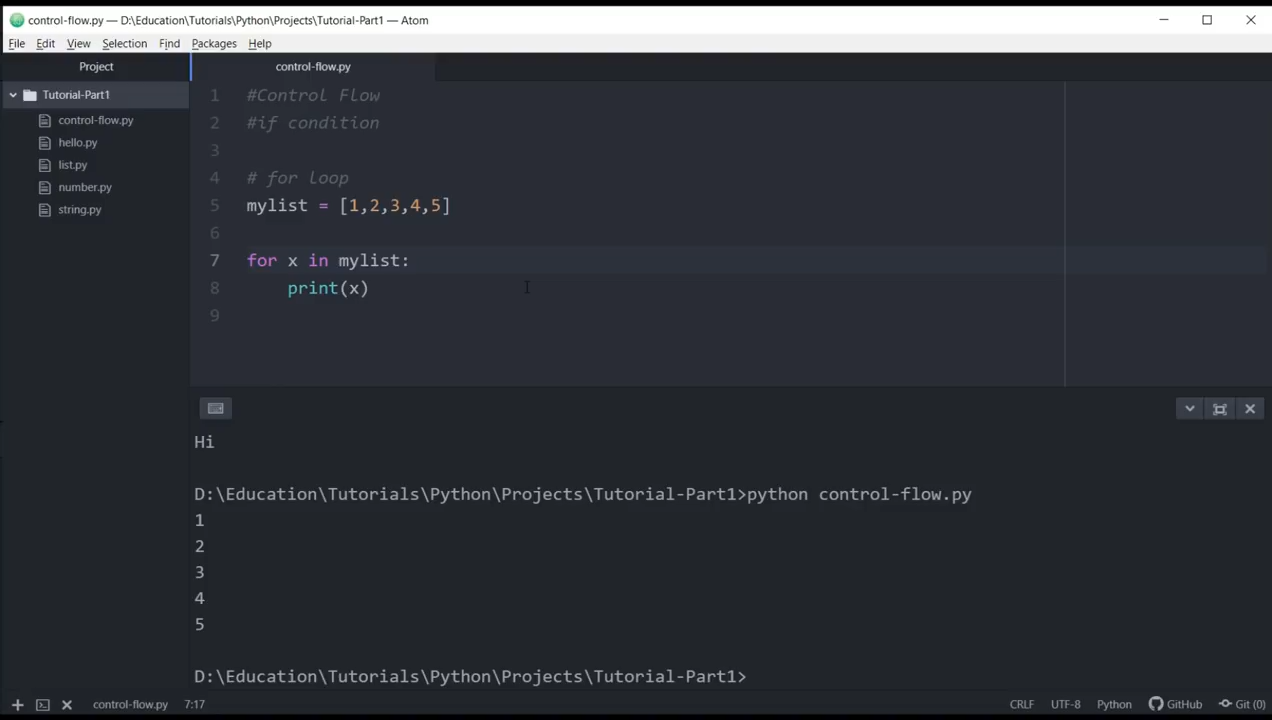 control-flow.py — D:\Education\Tutorials\Python\Projects\Tutorial-Part1 — Atom
File Edit View Selection Find Packages Help
Project
control-flow.py
Tutorial-Part1
control-flow.py
hello.py
list.py
number.py
string.py
1 #Control Flow
2 #if condition
3
4 # for loop
5 mylist = [1,2,3,4,5]
6
7 for x in mylist:
8     print(x)
9
Hi
D:\Education\Tutorials\Python\Projects\Tutorial-Part1>python control-flow.py
1
2
3
4
5
D:\Education\Tutorials\Python\Projects\Tutorial-Part1>
control-flow.py 7:17 CRLF UTF-8 Python GitHub Git (0)